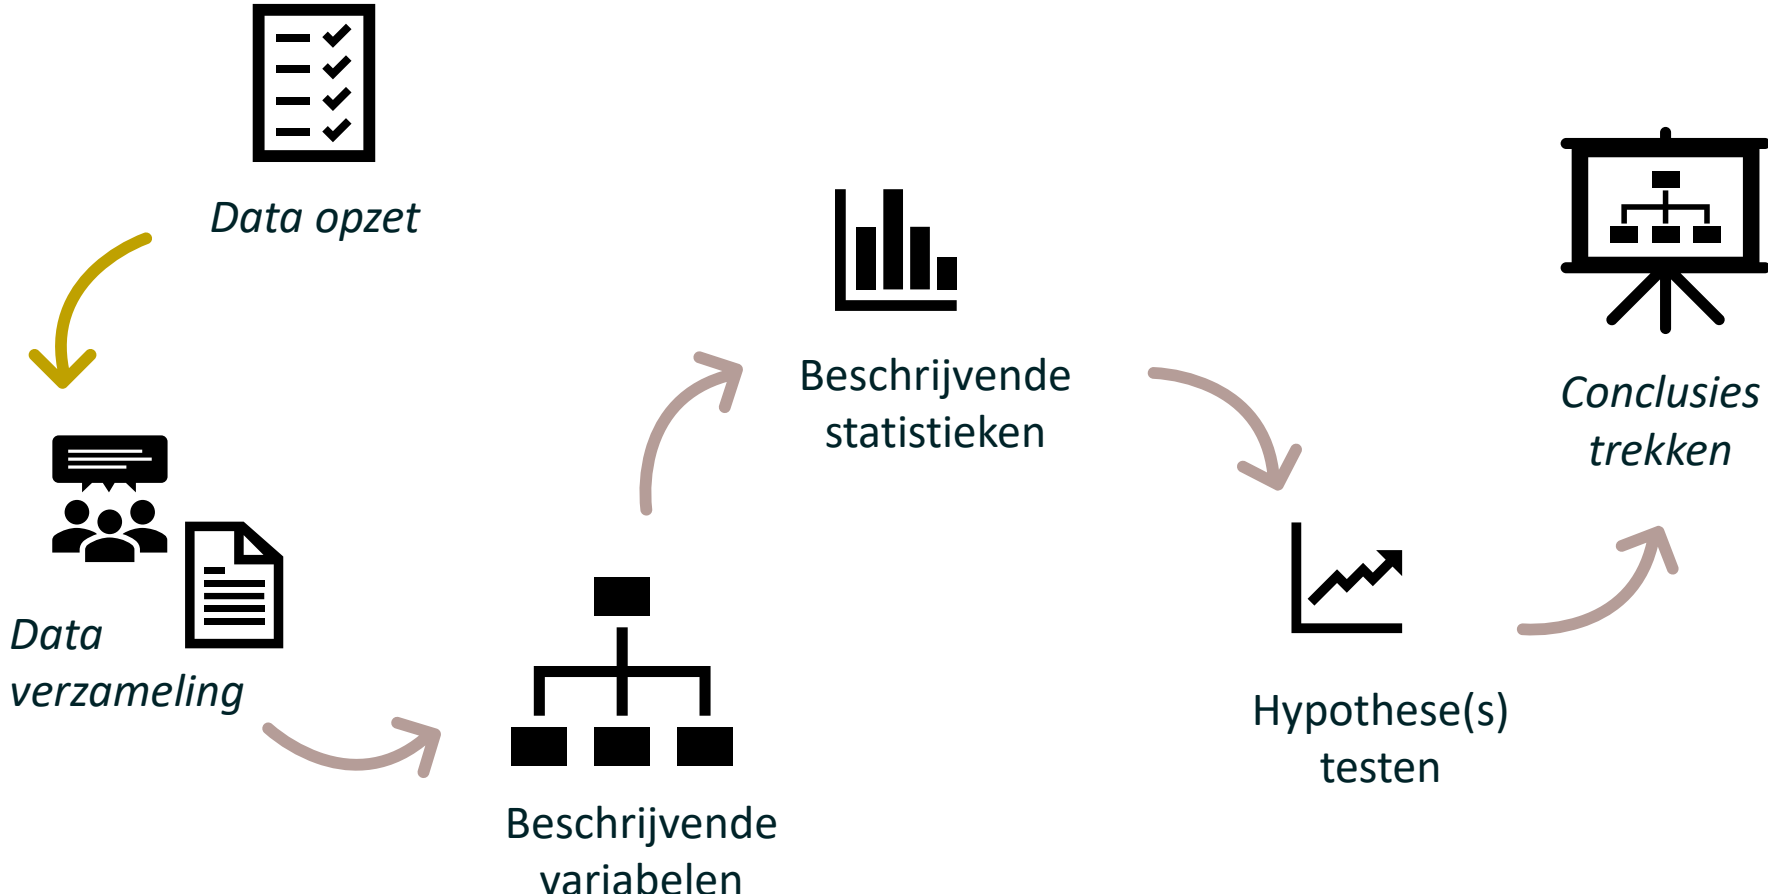 Data opzet
Data
verzameling
Beschrijvende
variabelen
Beschrijvende
statistieken
Hypothese(s)
testen
Conclusies
trekken